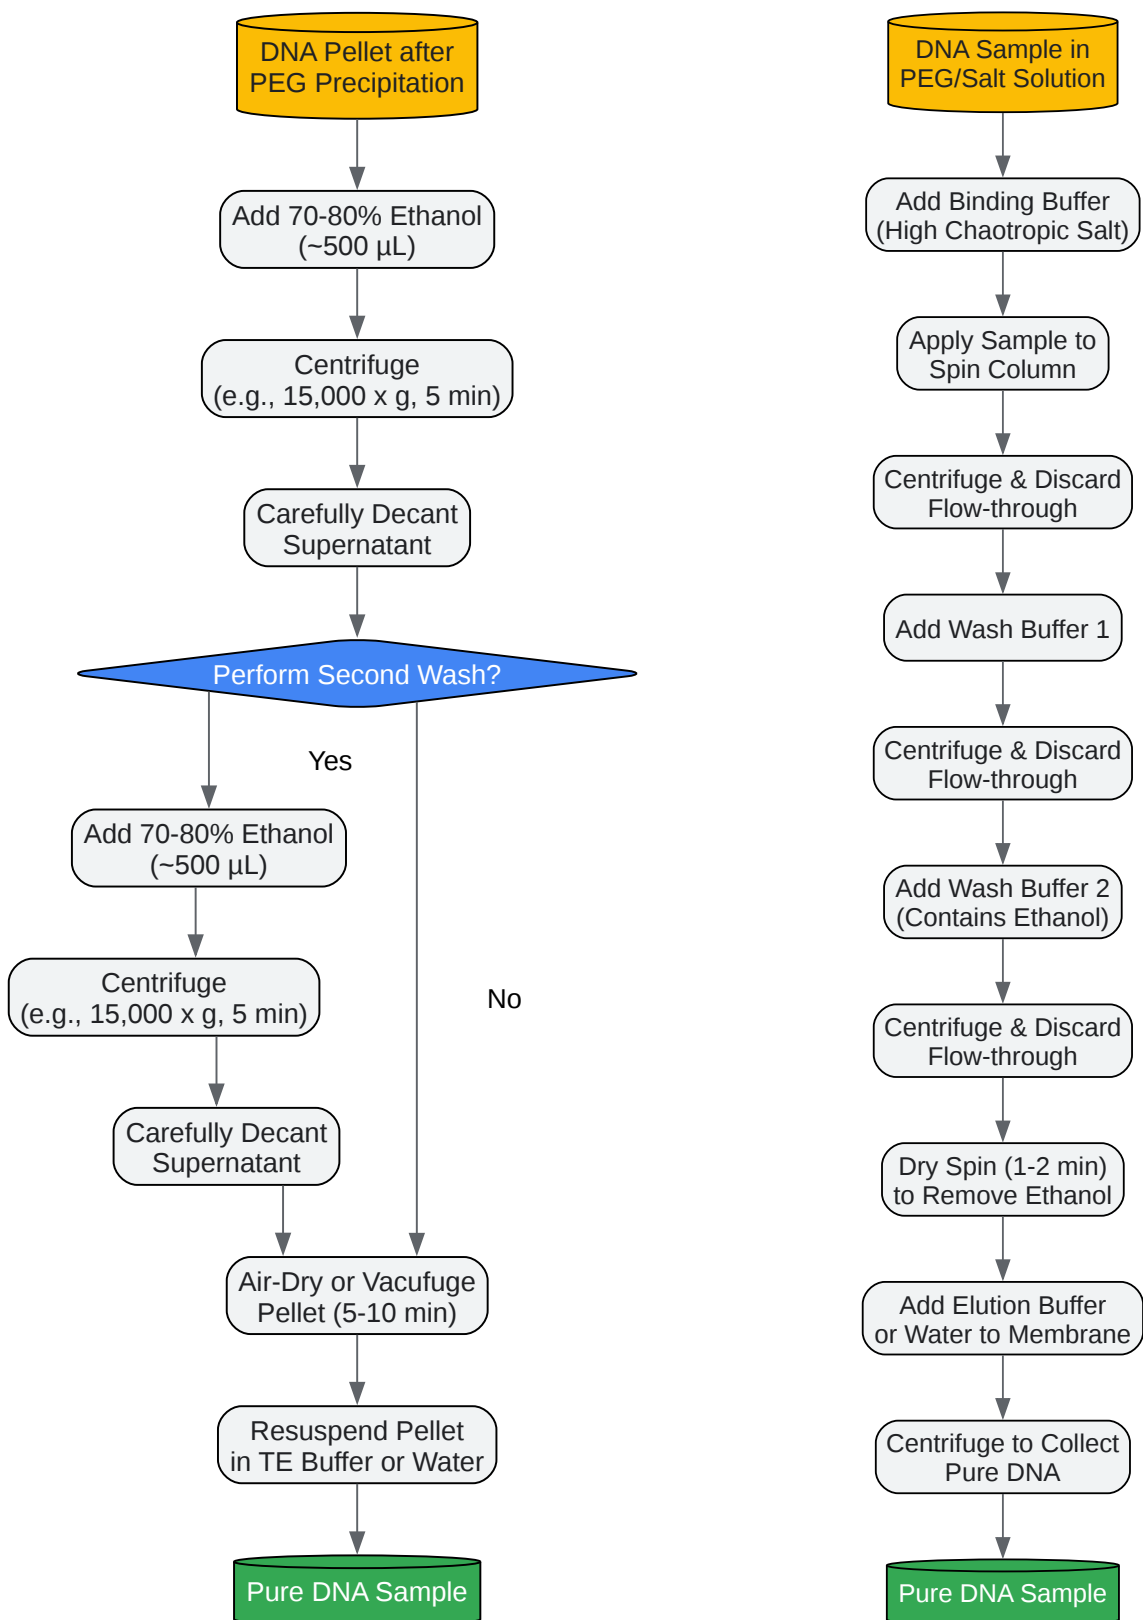 DNA Pellet after
PEG Precipitation
Add 70-80% Ethanol
(~500 µL)
Centrifuge
(e.g., 15,000 x g, 5 min)
Carefully Decant
Supernatant
Perform Second Wash?
Yes
Add 70-80% Ethanol
(~500 µL)
Centrifuge
(e.g., 15,000 x g, 5 min)
No
Carefully Decant
Supernatant
Air-Dry or Vacufuge
Pellet (5-10 min)
Resuspend Pellet
in TE Buffer or Water
Pure DNA Sample
DNA Sample in
PEG/Salt Solution
Add Binding Buffer
(High Chaotropic Salt)
Apply Sample to
Spin Column
Centrifuge & Discard
Flow-through
Add Wash Buffer 1
Centrifuge & Discard
Flow-through
Add Wash Buffer 2
(Contains Ethanol)
Centrifuge & Discard
Flow-through
Dry Spin (1-2 min)
to Remove Ethanol
Add Elution Buffer
or Water to Membrane
Centrifuge to Collect
Pure DNA
Pure DNA Sample